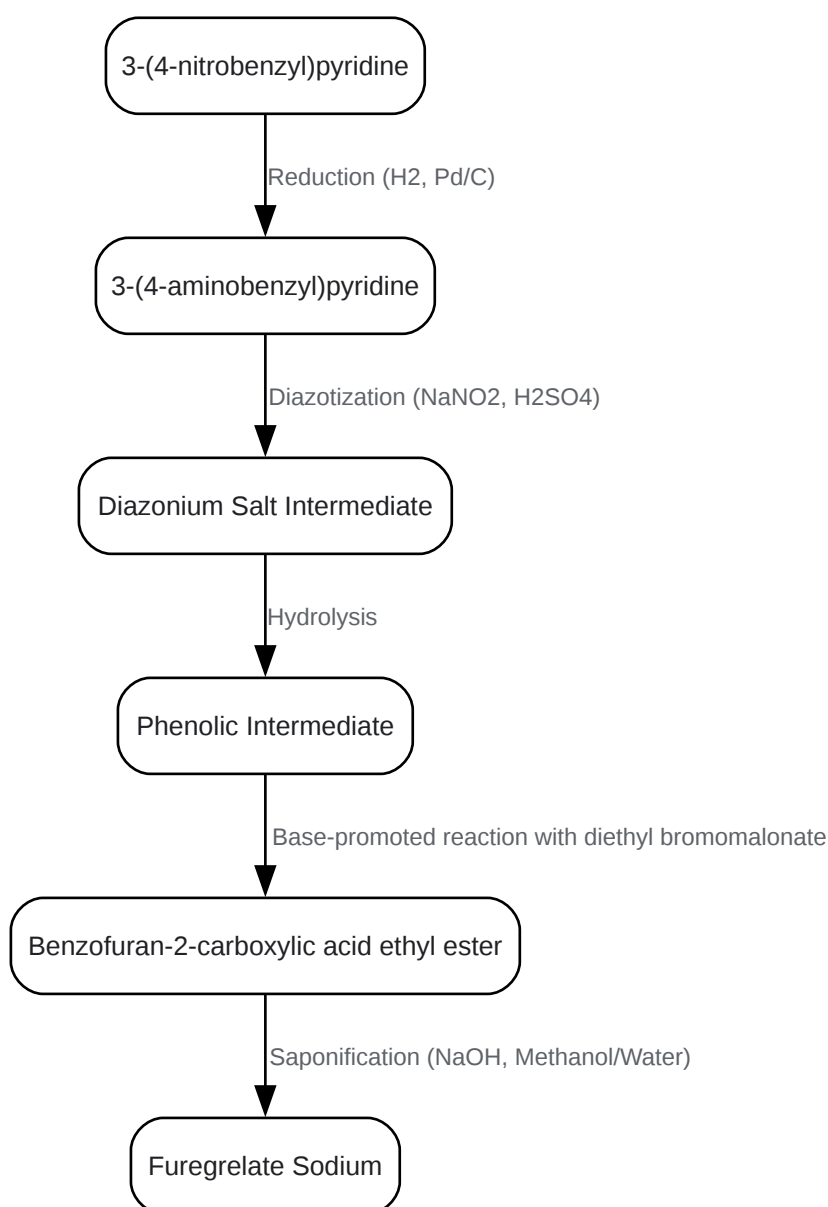 3-(4-nitrobenzyl)pyridine
Reduction (H2, Pd/C)
3-(4-aminobenzyl)pyridine
Diazotization (NaNO2, H2SO4)
Diazonium Salt Intermediate
Hydrolysis
Phenolic Intermediate
Base-promoted reaction with diethyl bromomalonate
Benzofuran-2-carboxylic acid ethyl ester
Saponification (NaOH, Methanol/Water)
Furegrelate Sodium